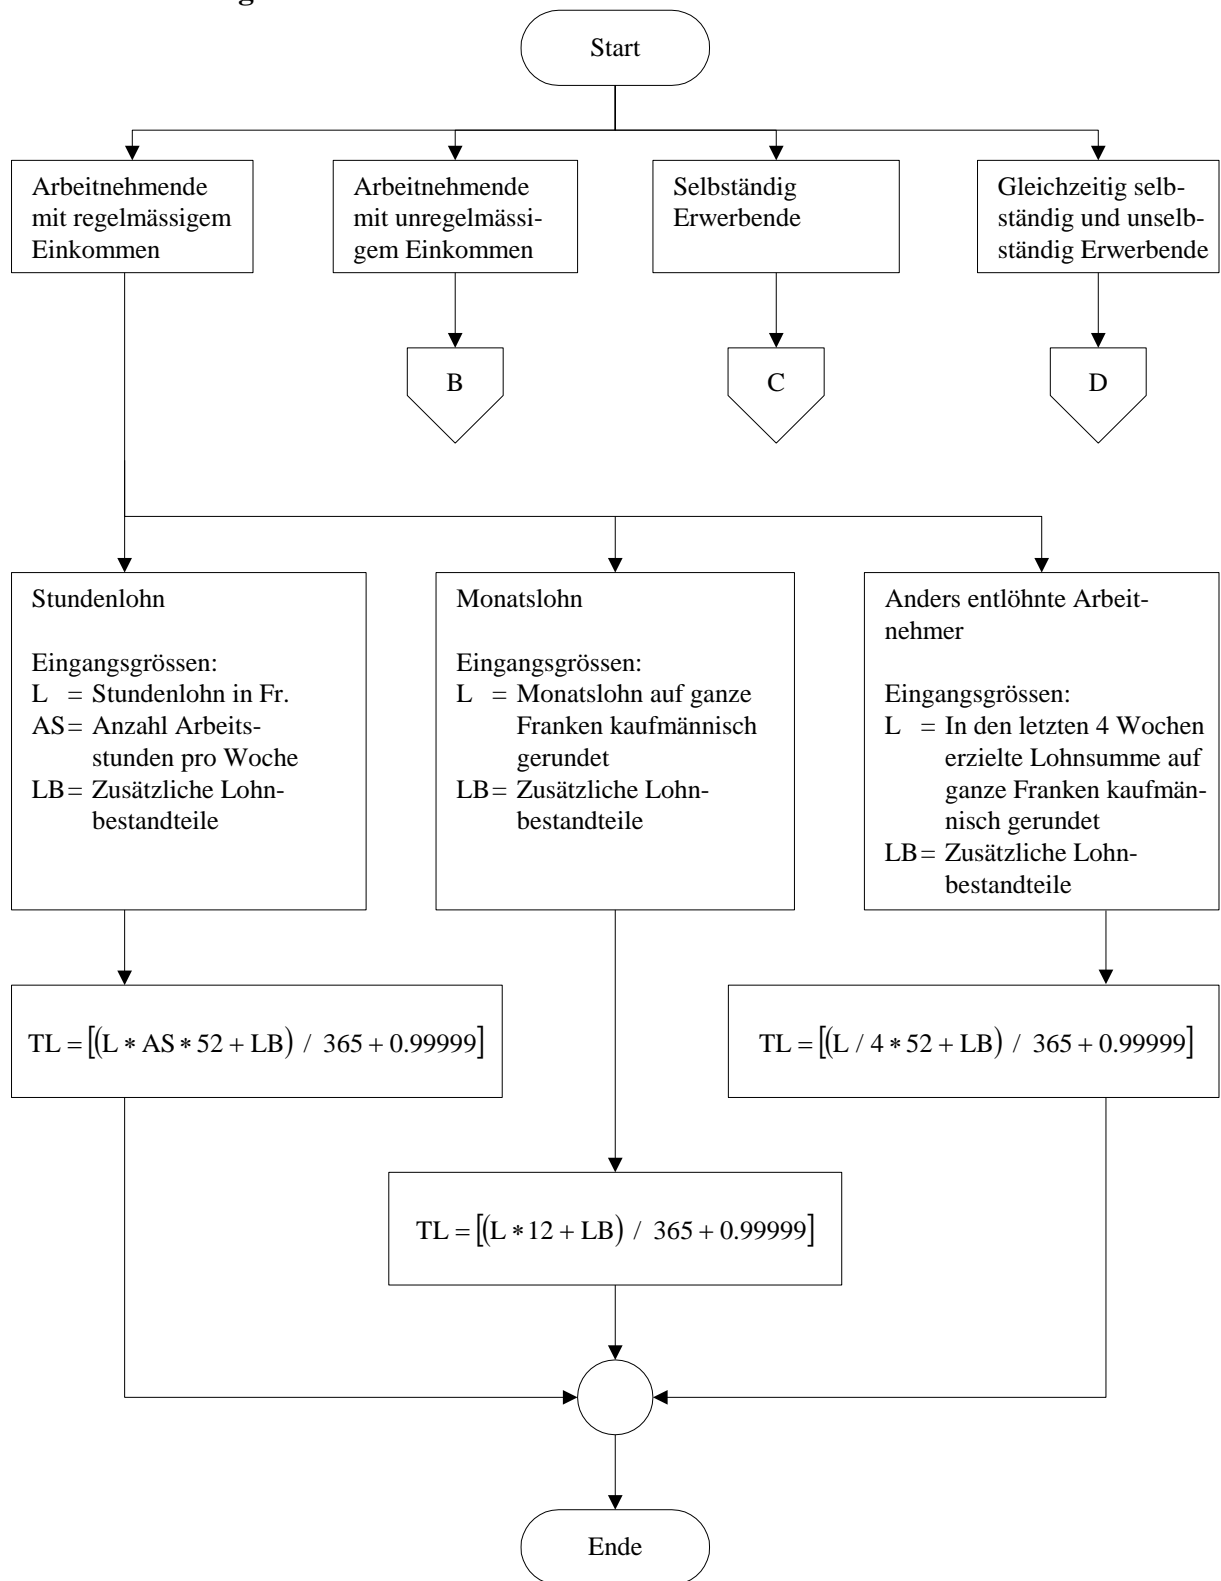 Start
Arbeitnehmende
mit regelmässigem
Einkommen
Arbeitnehmende
mit unregelmässi-
gem Einkommen
Selbständig
Erwerbende
Gleichzeitig selb-
ständig und unselb-
ständig Erwerbende
B
C
D
Stundenlohn
Eingangsgrössen:
L = Stundenlohn in Fr.
AS = Anzahl Arbeits-
stunden pro Woche
LB = Zusätzliche Lohn-
bestandteile
Monatslohn
Eingangsgrössen:
L = Monatslohn auf ganze
Franken kaufmännisch
gerundet
LB = Zusätzliche Lohn-
bestandteile
Anders entlöhnte Arbeit-
nehmer
Eingangsgrössen:
L = In den letzten 4 Wochen
erzielte Lohnsumme auf
ganze Franken kaufmän-
nisch gerundet
LB = Zusätzliche Lohn-
bestandteile
TL = [(L * AS * 52 + LB) / 365 + 0.99999]
TL = [(L / 4 * 52 + LB) / 365 + 0.99999]
TL = [(L * 12 + LB) / 365 + 0.99999]
Ende